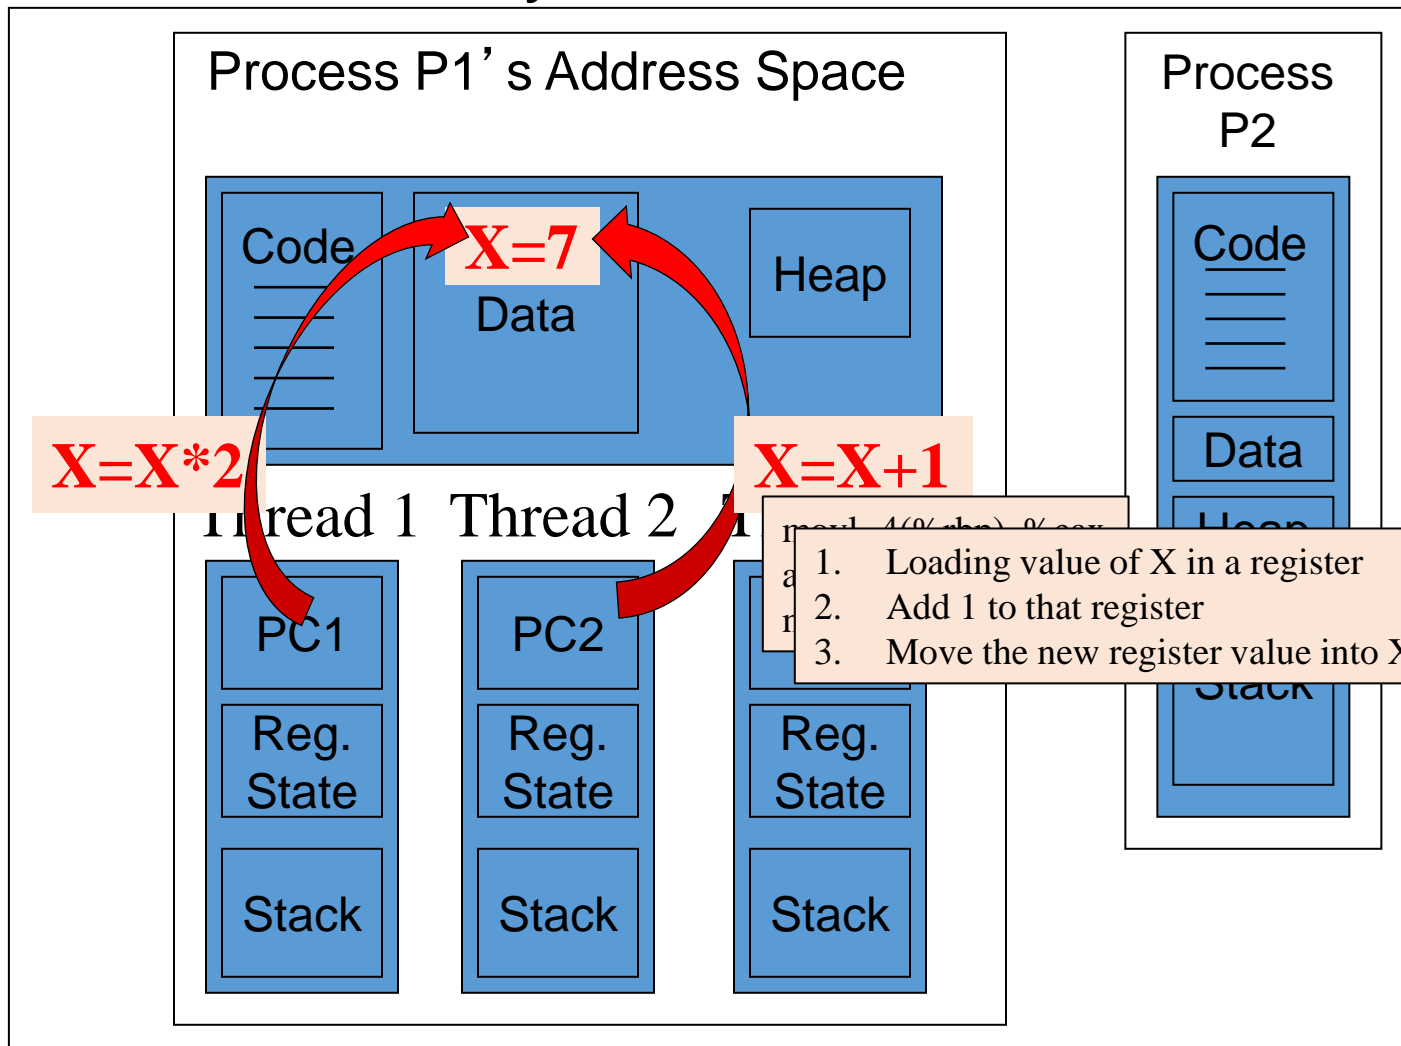 Process P1’s Address Space
Process
P2
Code
X=7
Data
Heap
Code
Data
X=X*2
X=X+1
Thread 1 Thread 2
1. Loading value of X in a register
2. Add 1 to that register
3. Move the new register value into X
Stack
PC1
PC2
Reg.
State
Reg.
State
Reg.
State
Stack
Stack
Stack